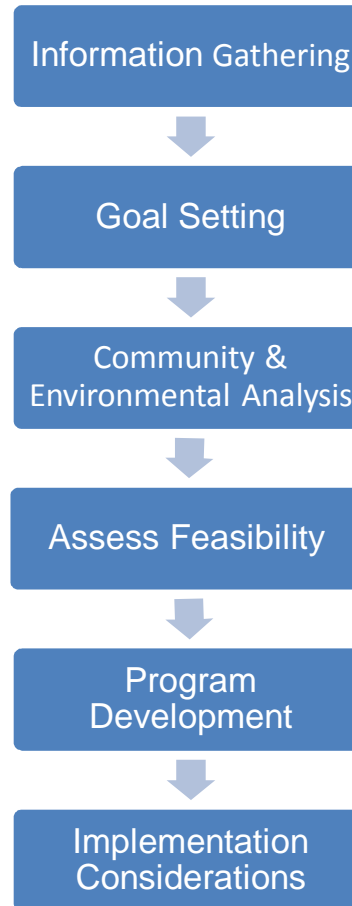 Information Gathering
Goal Setting
Community &
Environmental Analysis
Assess Feasibility
Program
Development
Implementation
Considerations